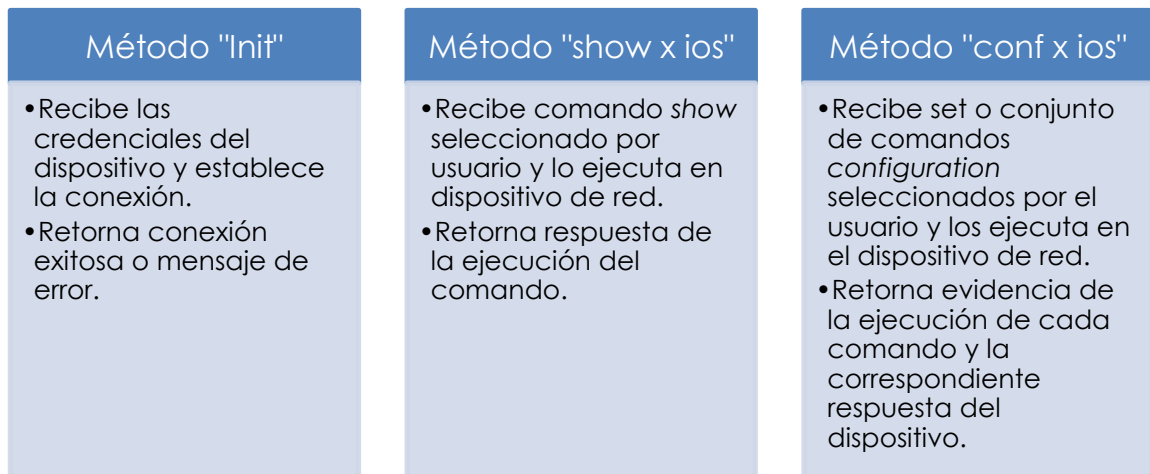 Método "Init"
•Recibe las
credenciales del
dispositivo y establece
la conexión.
•Retorna conexión
exitosa o mensaje de
error.
Método "show x ios"
•Recibe comando show
seleccionado por
usuario y lo ejecuta en
dispositivo de red.
•Retorna respuesta de
la ejecución del
comando.
Método "conf x ios"
•Recibe set o conjunto
de comandos
configuration
seleccionados por el
usuario y los ejecuta en
el dispositivo de red.
•Retorna evidencia de
la ejecución de cada
comando y la
correspondiente
respuesta del
dispositivo.